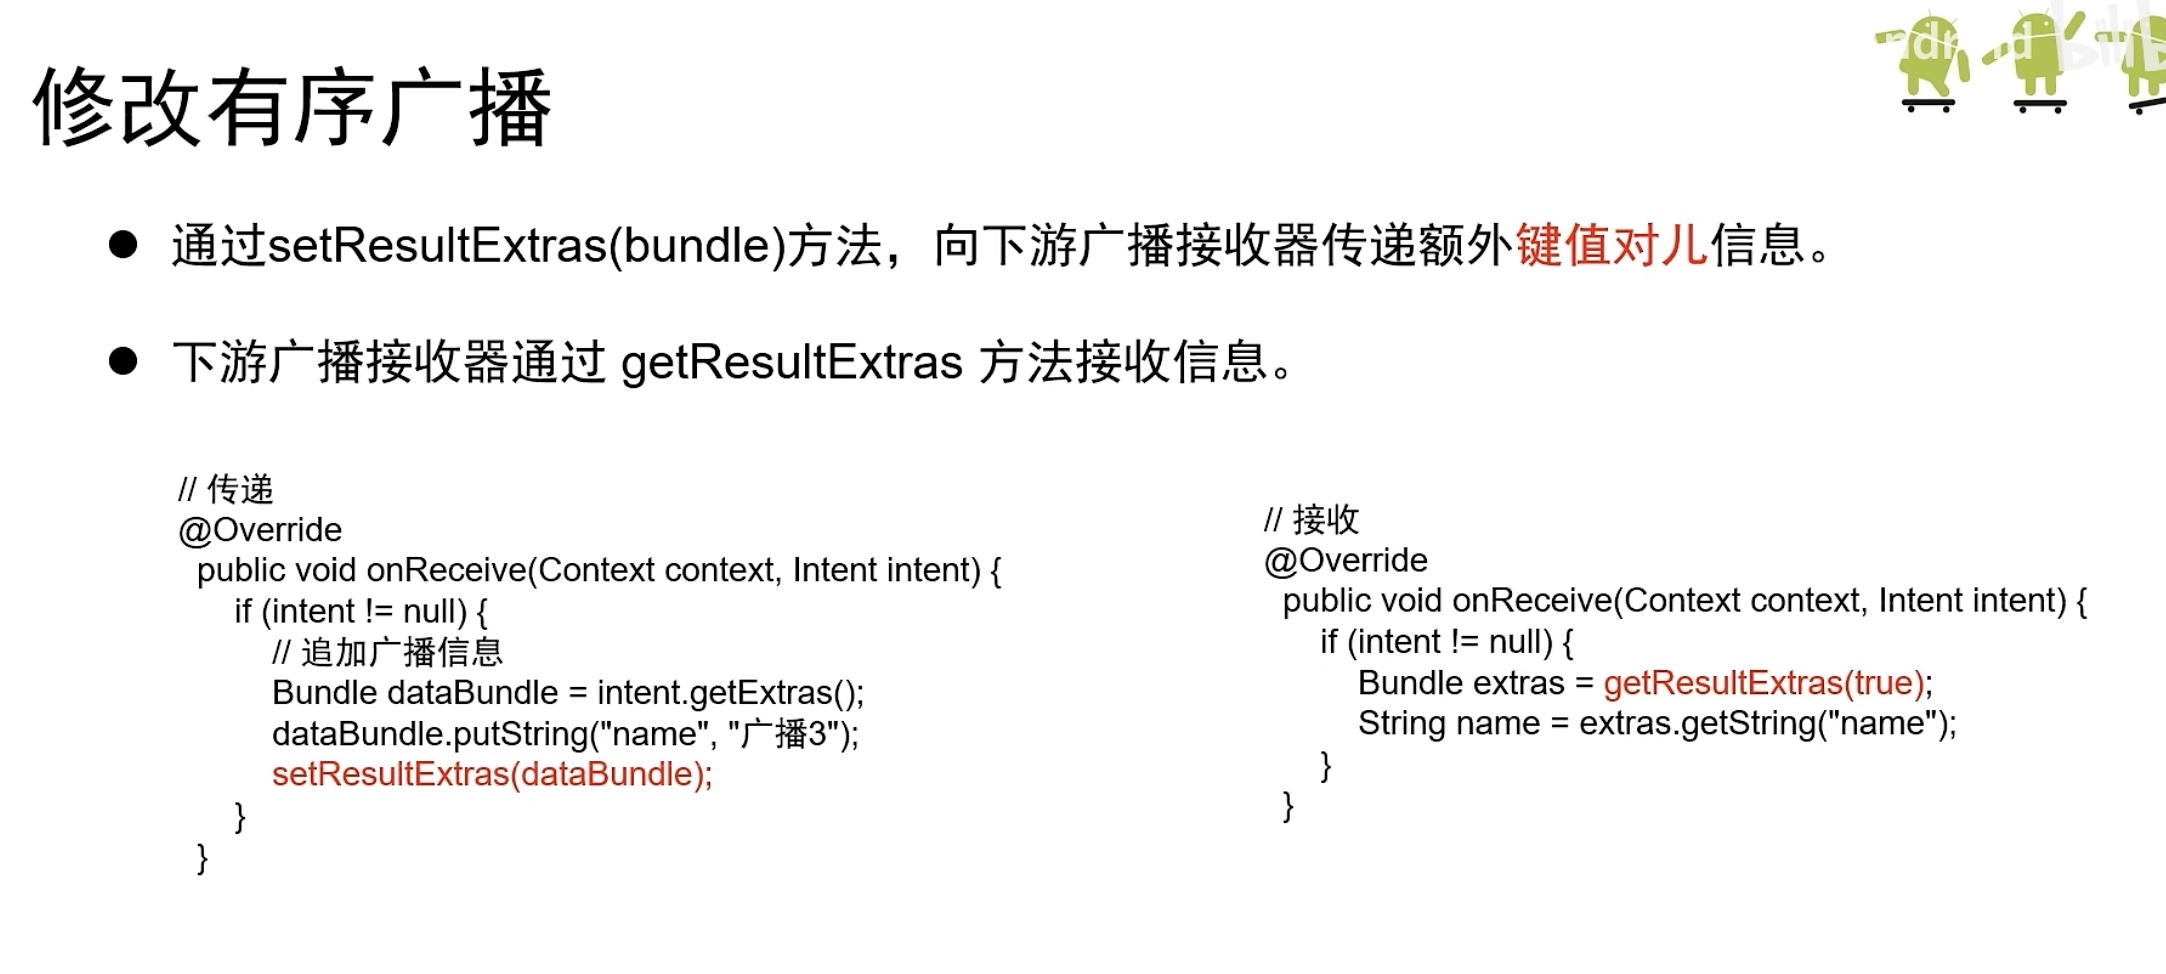 修改有序广播
● 通过setResultExtras(bundle)方法，向下游广播接收器传递额外键值对儿信息。
● 下游广播接收器通过 getResultExtras 方法接收信息。
// 传递
@Override
public void onReceive(Context context, Intent intent) {
if (intent != null) {
// 追加广播信息
Bundle dataBundle = intent.getExtras();
dataBundle.putString("name", "广播3");
setResultExtras(dataBundle);
}
}
// 接收
@Override
public void onReceive(Context context, Intent intent) {
if (intent != null) {
Bundle extras = getResultExtras(true);
String name = extras.getString("name");
}
}